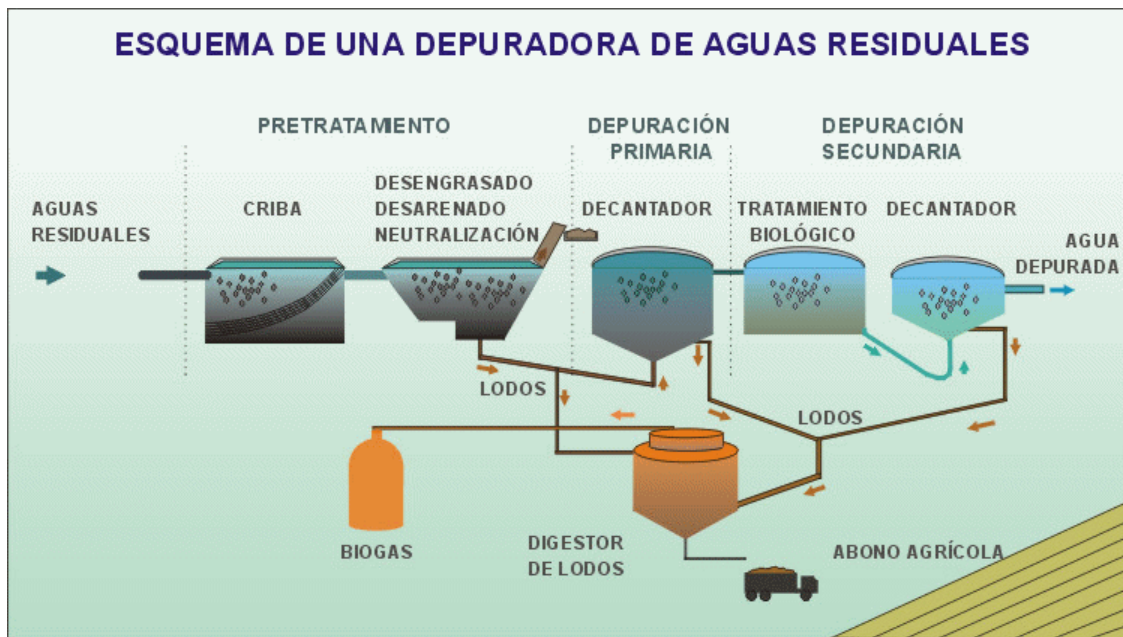 ESQUEMA DE UNA DEPURADORA DE AGUAS RESIDUALES
PRETRATAMIENTO
DEPURACIÓN
PRIMARIA
DEPURACIÓN
SECUNDARIA
AGUAS
RESIDUALES
CRIBA
DESENGRASADO
DESARENADO
NEUTRALIZACIÓN
DECANTADOR
TRATAMIENTO
BIOLÓGICO
DECANTADOR
AGUA
DEPURADA
LODOS
LODOS
BIOGAS
DIGESTOR
DE LODOS
ABONO AGRÍCOLA